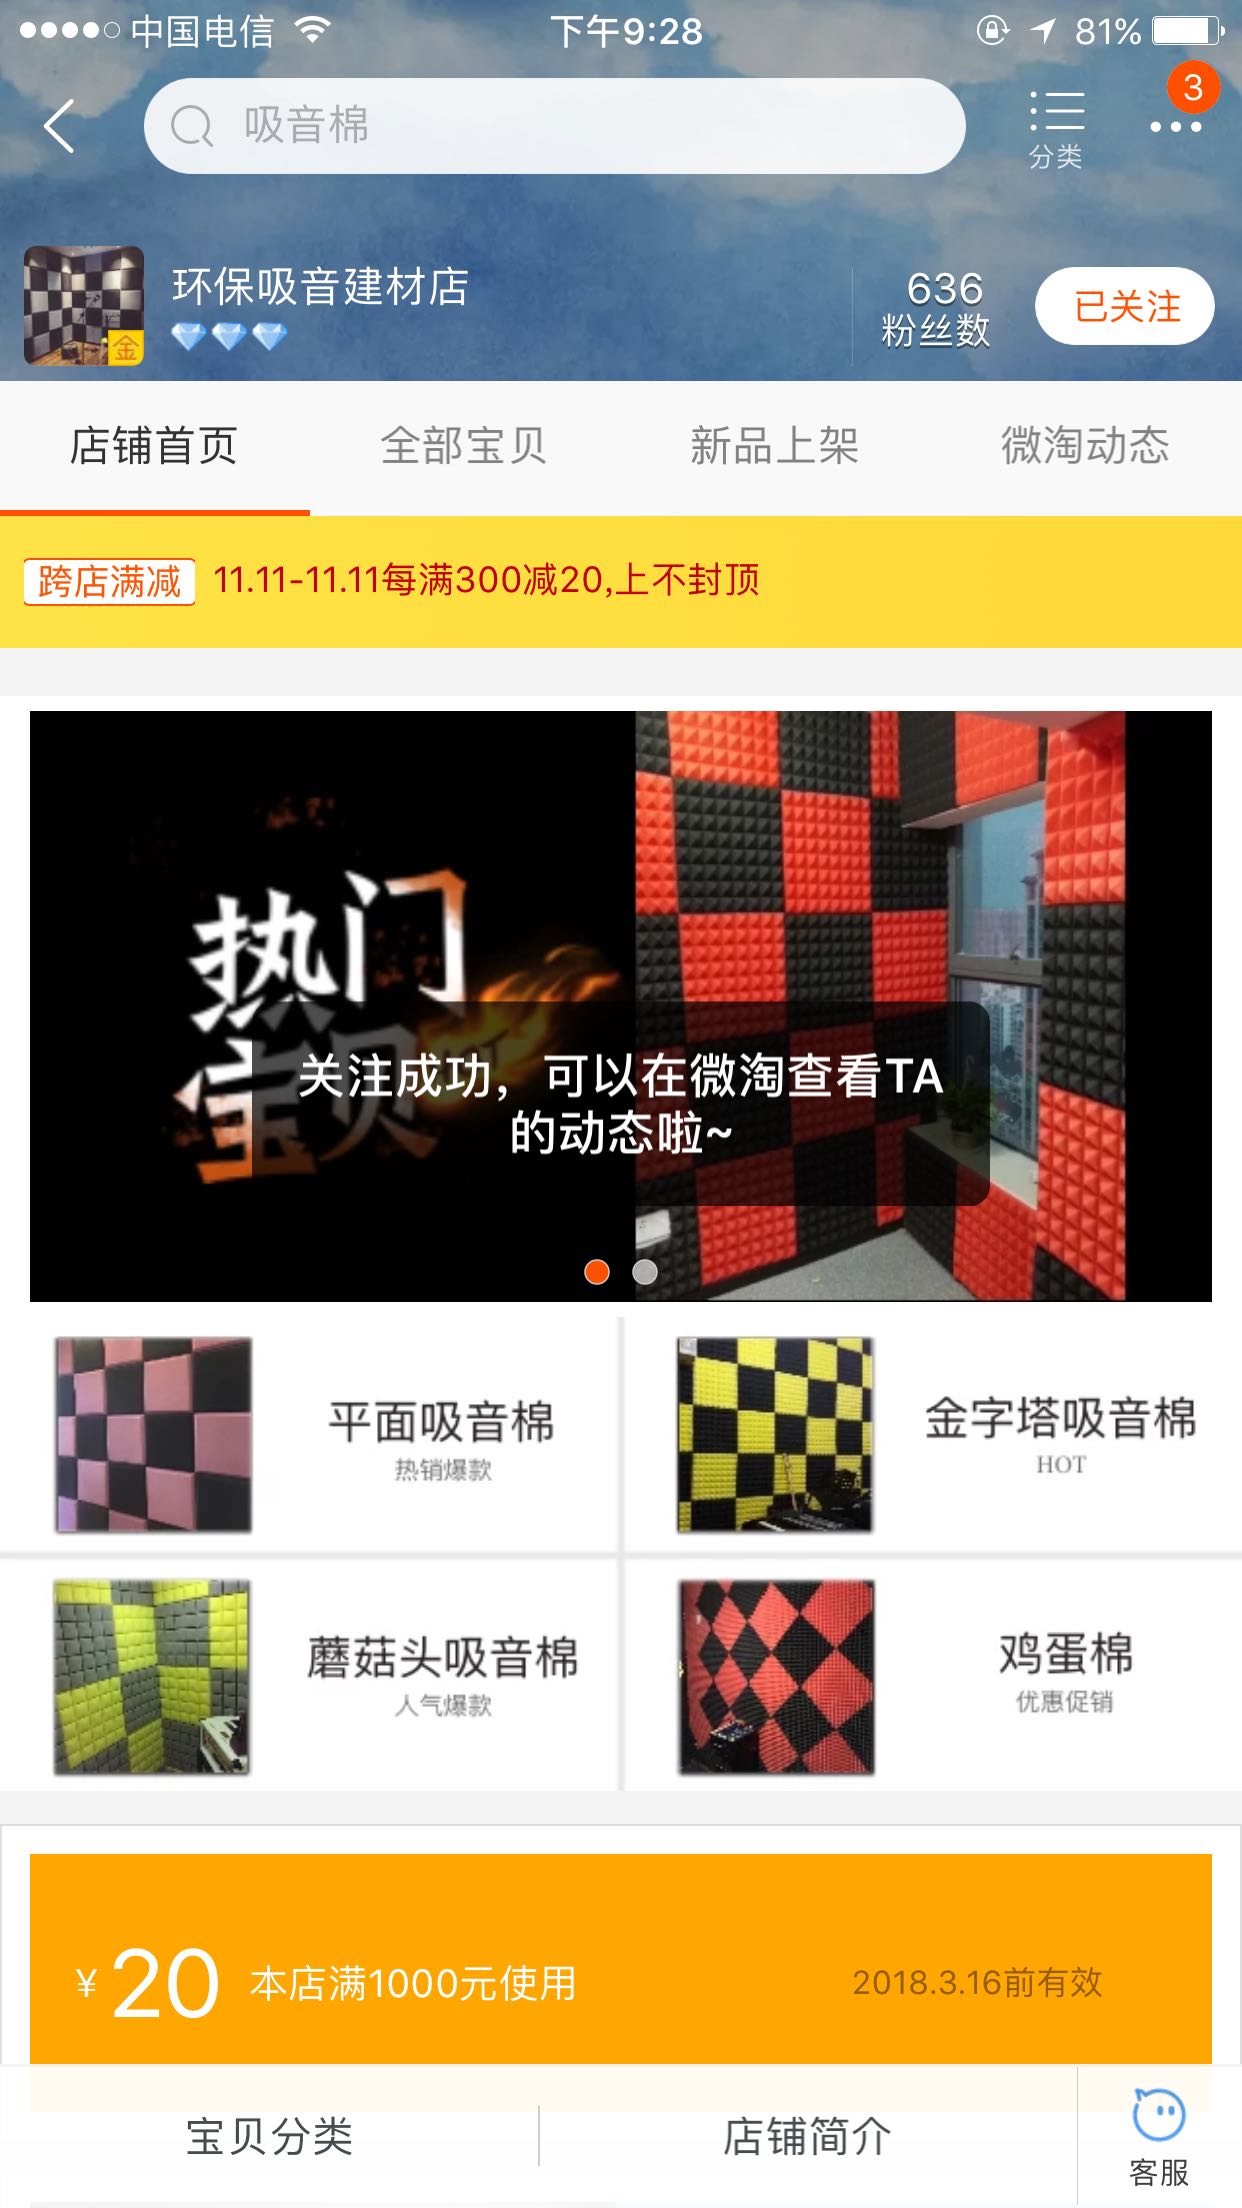 中国电信
下午9:28
81%
吸音棉
分类
3
环保吸音建材店
金
636
粉丝数
已关注
店铺首页
全部宝贝
新品上架
微淘动态
跨店满减
11.11-11.11每满300减20,上不封顶
热门
宝贝
关注成功，可以在微淘查看TA
的动态啦~
平面吸音棉
热销爆款
金字塔吸音棉
HOT
蘑菇头吸音棉
人气爆款
鸡蛋棉
优惠促销
¥20 本店满1000元使用
2018.3.16前有效
宝贝分类
店铺简介
客服